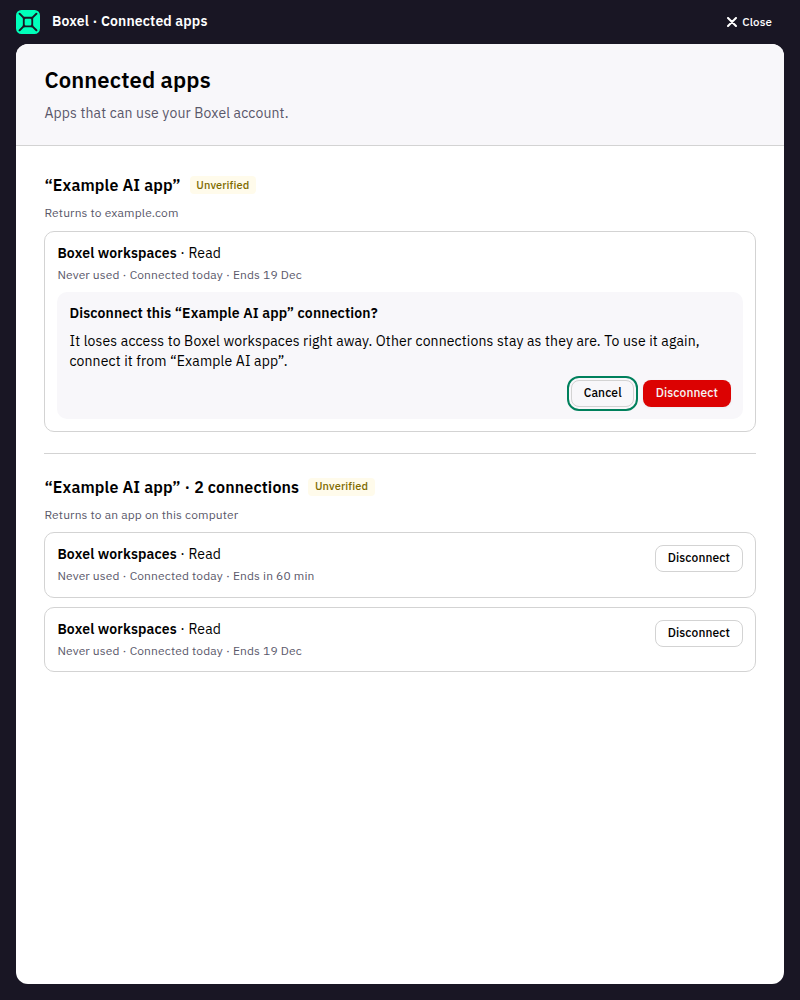 Boxel · Connected apps
Close
Connected apps
Apps that can use your Boxel account.
“Example AI app” Unverified
Returns to example.com
Boxel workspaces · Read
Never used · Connected today · Ends 19 Dec
Disconnect this “Example AI app” connection?
It loses access to Boxel workspaces right away. Other connections stay as they are. To use it again,
connect it from “Example AI app”.
Cancel Disconnect
“Example AI app” · 2 connections Unverified
Returns to an app on this computer
Boxel workspaces · Read
Disconnect
Never used · Connected today · Ends in 60 min
Boxel workspaces · Read
Disconnect
Never used · Connected today · Ends 19 Dec